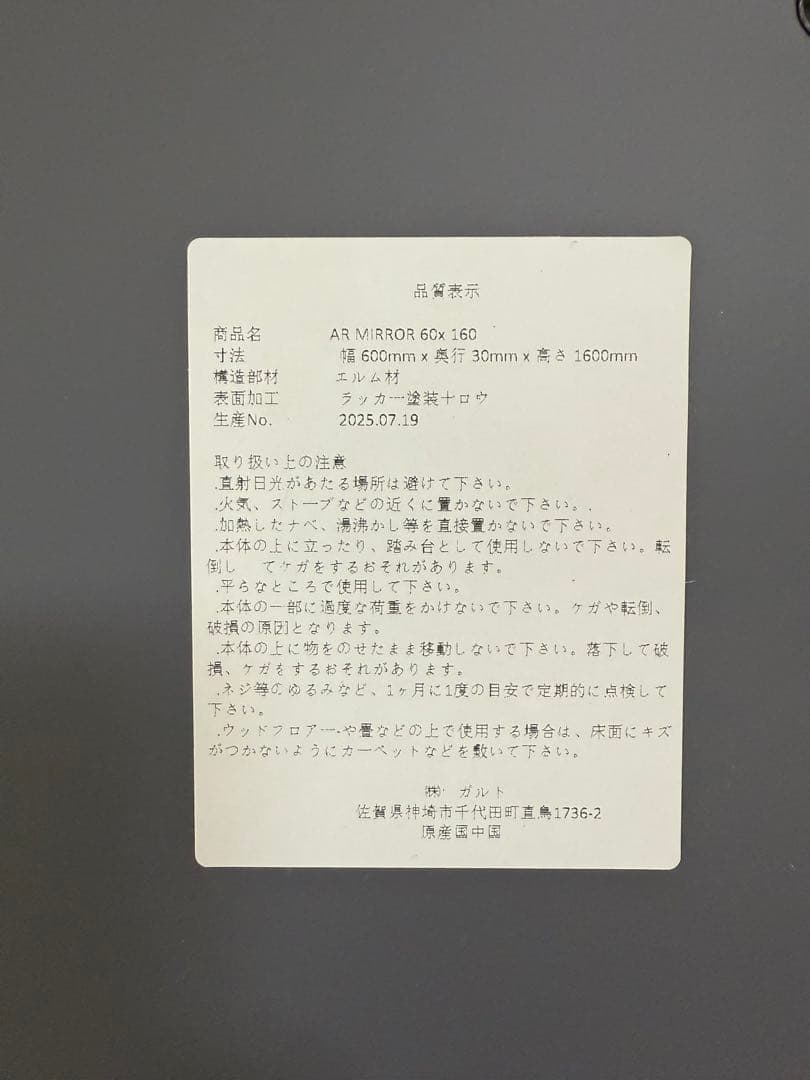 品質表示
商品名 AR MIRROR 60x 160
寸法 幅 600mm x 奥行 30mm x 高さ 1600mm
構造部材 エルム材
表面加工 ラッカー塗装十ロウ
生産No. 2025.07.19
取り扱い上の注意
.直射日光があたる場所は避けて下さい。
.火気、ストーブなどの近くに置かないで下さい。.
.加熱したナベ、湯沸かし等を直接置かないで下さい。
.本体の上に立ったり、踏み台として使用しないで下さい。転
倒し てケガをするおそれがあります。
.平らなところで使用して下さい。
.本体の一部に過度な荷重をかけないで下さい。ケガや転倒、
破損の原因となります。
.本体の上に物をのせたまま移動しないで下さい。落下して破
損、ケガをするおそれがあります。
.ネジ等のゆるみなど、1ヶ月に1度の目安で定期的に点検して
下さい。
.ウッドフロアー・や畳などの上で使用する場合は、床面にキズ
がつかないようにカーペットなどを敷いて下さい。
㈱ ガルト
佐賀県神埼市千代田町直鳥1736-2
原産国中国